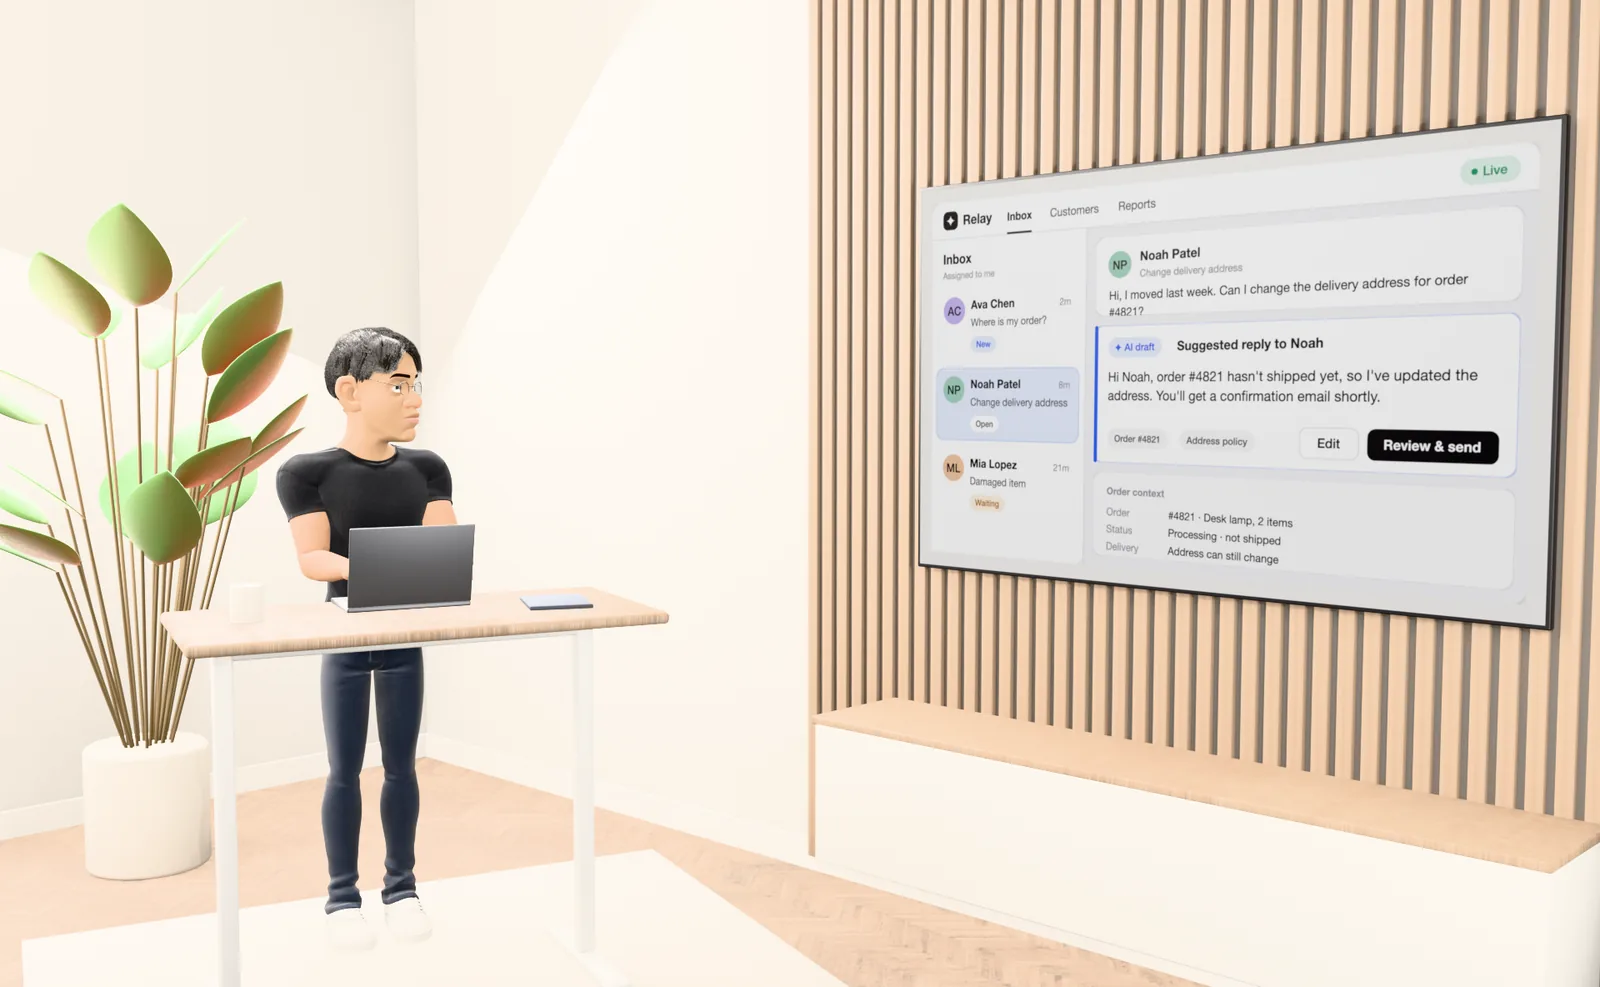 Relay
Inbox
Customers
Reports
Live
Inbox
Assigned to me
AC
Ava Chen
2m
Where is my order?
New
NP
Noah Patel
8m
Change delivery address
Open
ML
Mia Lopez
21m
Damaged item
Waiting
NP
Noah Patel
Change delivery address
Hi, I moved last week. Can I change the delivery address for order
#4821?
AI draft
Suggested reply to Noah
Hi Noah, order #4821 hasn't shipped yet, so I've updated the
address. You'll get a confirmation email shortly.
Order #4821
Address policy
Edit
Review & send
Order context
Order
#4821 · Desk lamp, 2 items
Status
Processing · not shipped
Delivery
Address can still change